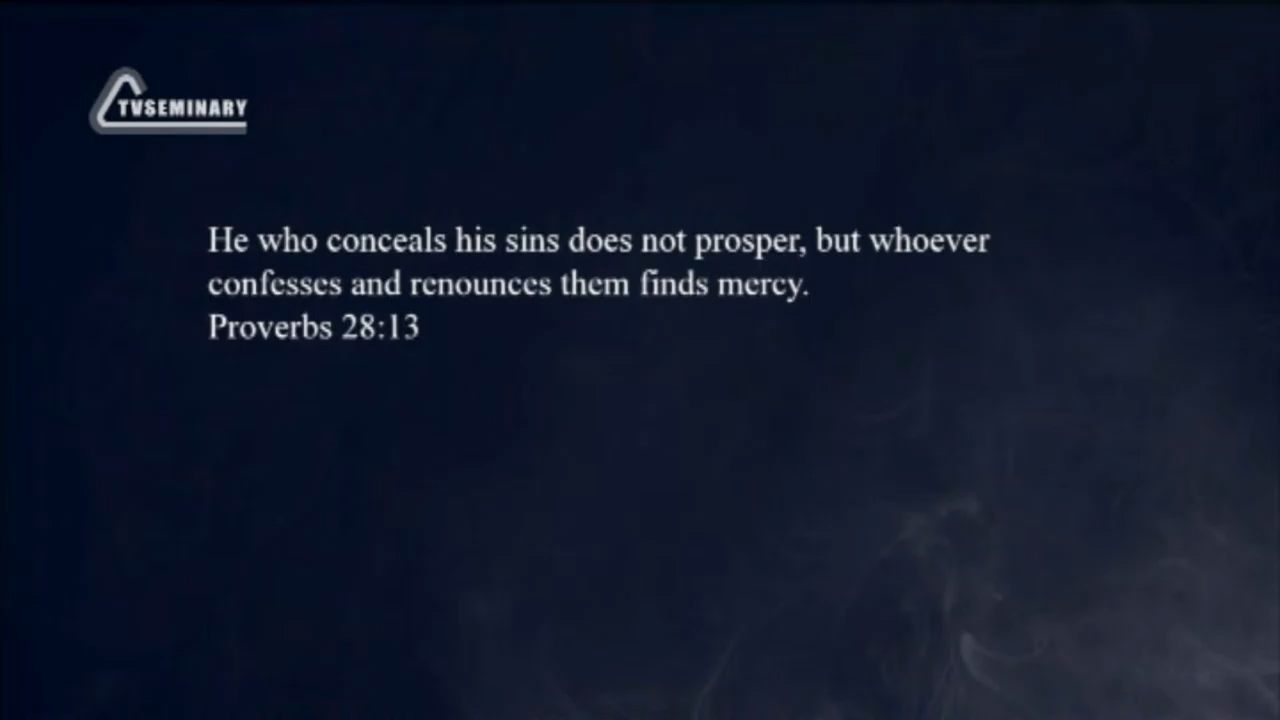 TVSEMINARY
He who conceals his sins does not prosper, but whoever
confesses and renounces them finds mercy.
Proverbs 28:13